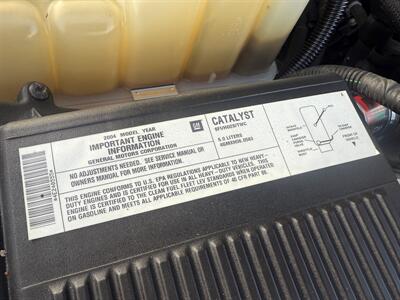 2004 MODEL YEAR
IMPORTANT ENGINE
INFORMATION
GENERAL MOTORS CORPORATION
GM
CATALYST
6.0 LITERS
NO ADJUSTMENTS NEEDED. SEE SERVICE MANUAL OR
OWNERS MANUAL FOR MORE INFORMATION.
THIS ENGINE CONFORMS TO U.S. EPA REGULATIONS APPLICABLE TO NEW HEAVY-
DUTY ENGINES. THIS ENGINE IS CERTIFIED FOR USE IN ALL HEAVY-DUTY VEHICLES. THIS
ENGINE IS CERTIFIED TO THE CLEAN FUEL FLEET LEV STANDARDS WHEN OPERATED
ON GASOLINE AND MEETS ALL APPLICABLE REQUIREMENTS OF 40 CFR PART 88.